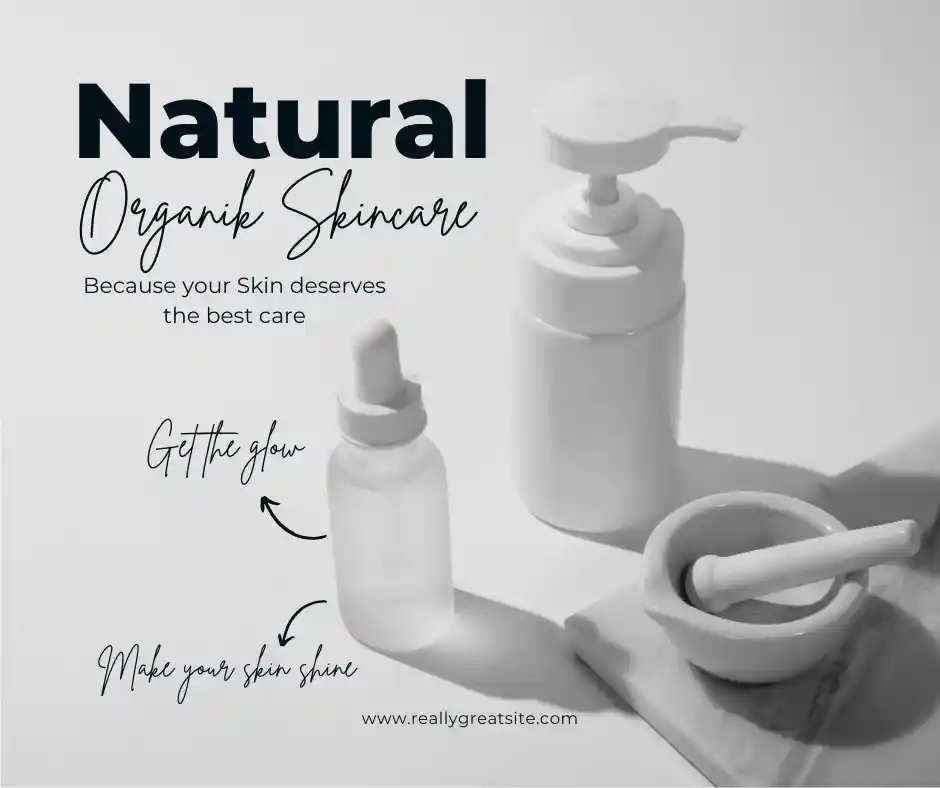 Natural
Organik Skincare
Because your Skin deserves
the best care
Get the glow
Make your skin shine
www.reallygreatsite.com